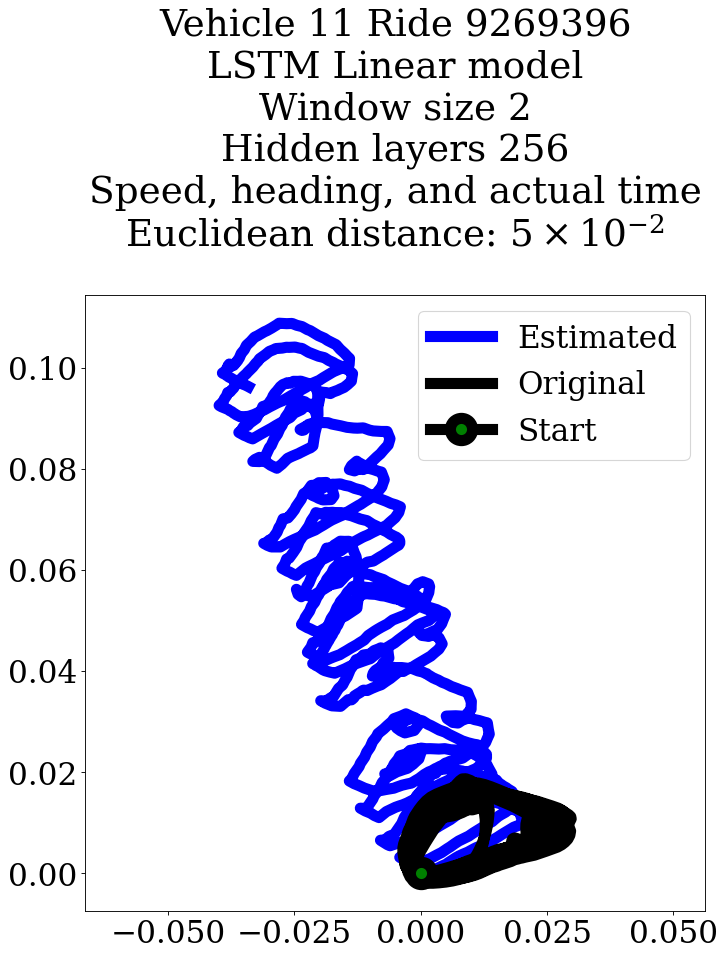 Vehicle 11 Ride 9269396
LSTM Linear model
Window size 2
Hidden layers 256
Speed, heading, and actual time
Euclidean distance: 5 × 10⁻²
Estimated
Original
Start
0.10
0.08
0.06
0.04
0.02
0.00
−0.050 −0.025 0.000 0.025 0.050